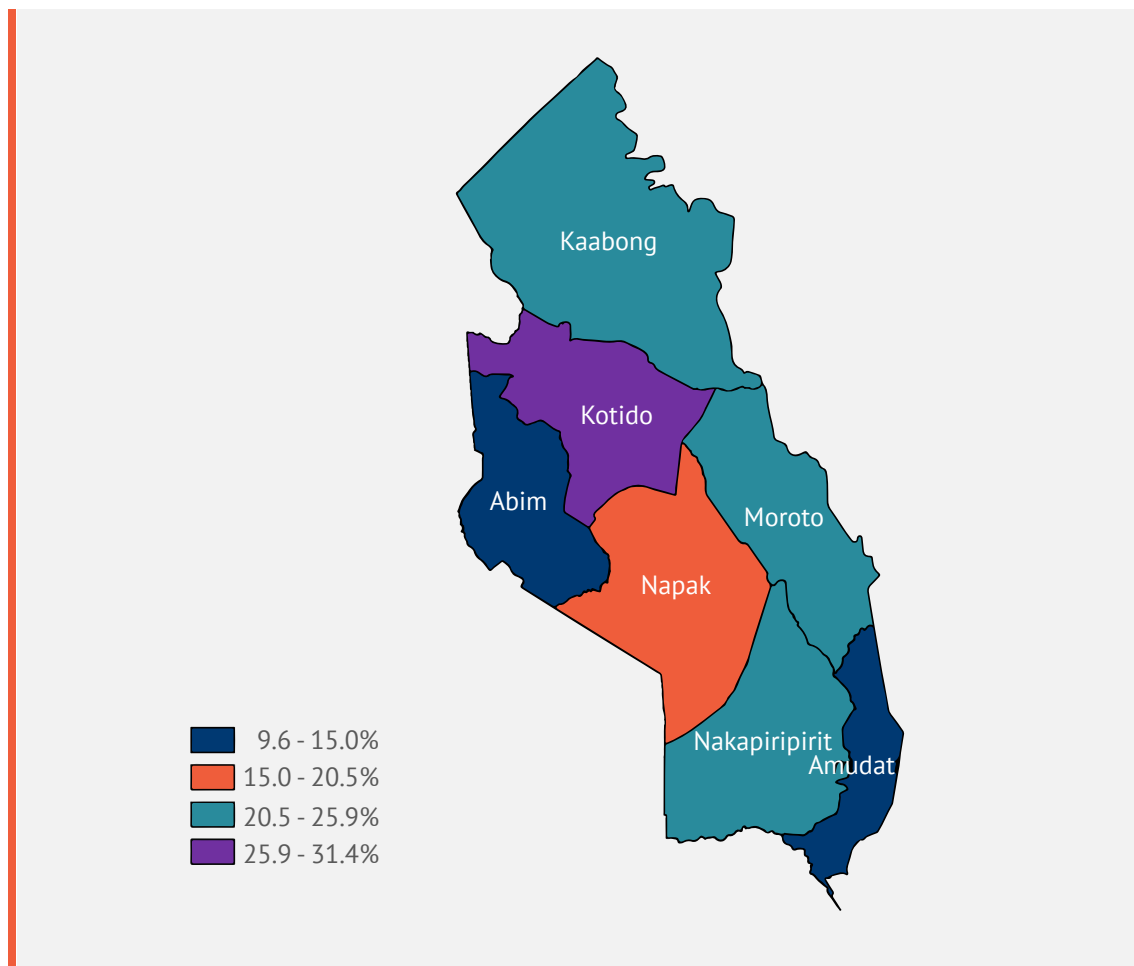 Kaabong
Kotido
Abim
Moroto
Napak
Nakapiripirit
Amudat
9.6 - 15.0%
15.0 - 20.5%
20.5 - 25.9%
25.9 - 31.4%